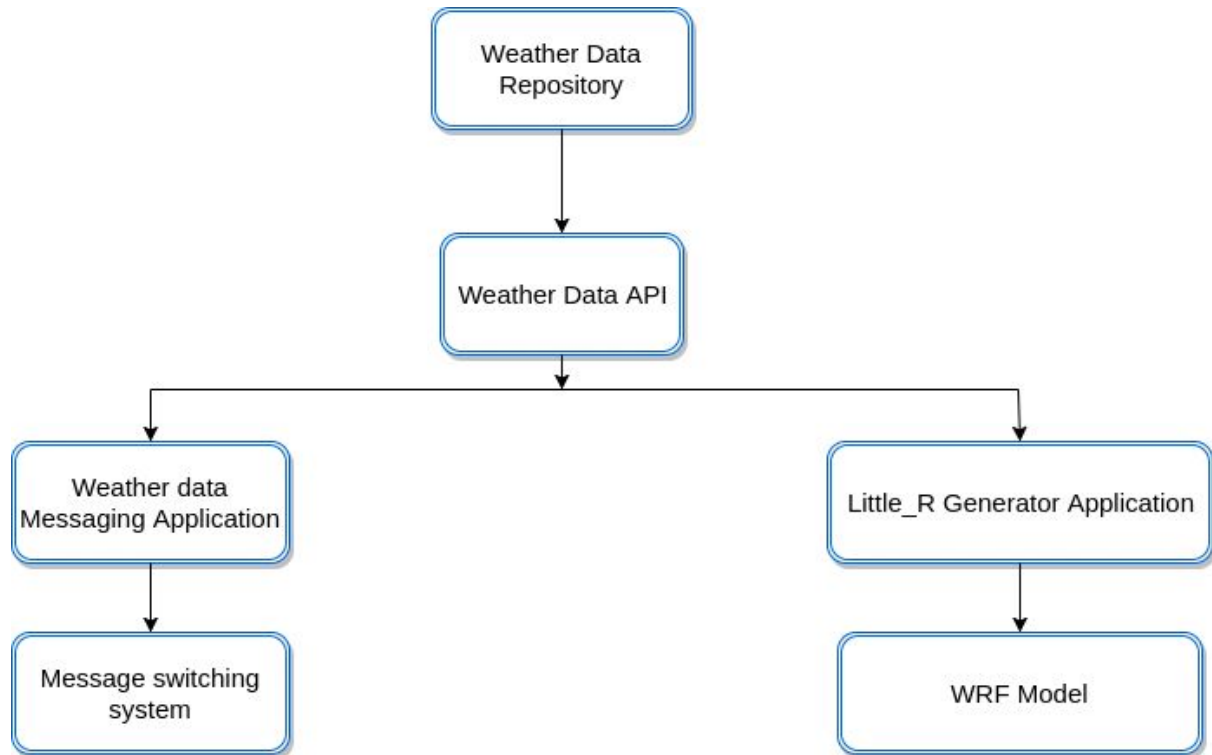 Weather Data
Repository
Weather Data API
Weather data
Messaging Application
Little_R Generator Application
Message switching
system
WRF Model